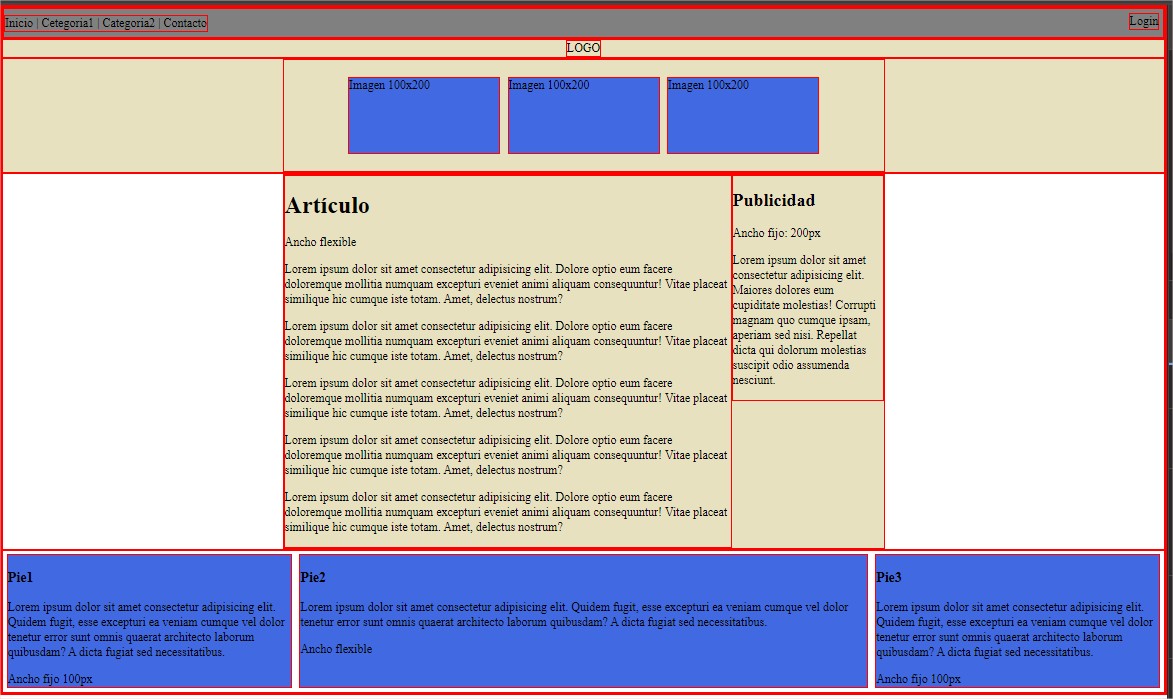 Inicio | Cetegoria1 | Categoria2 | Contacto
Login
LOGO
Imagen 100x200
Imagen 100x200
Imagen 100x200
Artículo
Ancho flexible
Lorem ipsum dolor sit amet consectetur adipisicing elit. Dolore optio eum facere
doloremque mollitia numquam excepturi eveniet animi aliquam consequuntur! Vitae placeat
similique hic cumque iste totam. Amet, delectus nostrum?
Lorem ipsum dolor sit amet consectetur adipisicing elit. Dolore optio eum facere
doloremque mollitia numquam excepturi eveniet animi aliquam consequuntur! Vitae placeat
similique hic cumque iste totam. Amet, delectus nostrum?
Lorem ipsum dolor sit amet consectetur adipisicing elit. Dolore optio eum facere
doloremque mollitia numquam excepturi eveniet animi aliquam consequuntur! Vitae placeat
similique hic cumque iste totam. Amet, delectus nostrum?
Lorem ipsum dolor sit amet consectetur adipisicing elit. Dolore optio eum facere
doloremque mollitia numquam excepturi eveniet animi aliquam consequuntur! Vitae placeat
similique hic cumque iste totam. Amet, delectus nostrum?
Lorem ipsum dolor sit amet consectetur adipisicing elit. Dolore optio eum facere
doloremque mollitia numquam excepturi eveniet animi aliquam consequuntur! Vitae placeat
similique hic cumque iste totam. Amet, delectus nostrum?
Publicidad
Ancho fijo: 200px
Lorem ipsum dolor sit amet
consectetur adipisicing elit.
Maiores dolores eum
cupiditate molestias! Corrupti
magnam quo cumque ipsam,
aperiam sed nisi. Repellat
dicta qui dolorum molestias
suscipit odio assumenda
nesciunt.
Pie1
Lorem ipsum dolor sit amet consectetur adipisicing elit.
Quidem fugit, esse excepturi ea veniam cumque vel dolor
tenetur error sunt omnis quaerat architecto laborum
quibusdam? A dicta fugiat sed necessitatibus.
Ancho fijo 100px
Pie2
Lorem ipsum dolor sit amet consectetur adipisicing elit. Quidem fugit, esse excepturi ea veniam cumque vel dolor
tenetur error sunt omnis quaerat architecto laborum quibusdam? A dicta fugiat sed necessitatibus.
Ancho flexible
Pie3
Lorem ipsum dolor sit amet consectetur adipisicing elit.
Quidem fugit, esse excepturi ea veniam cumque vel dolor
tenetur error sunt omnis quaerat architecto laborum
quibusdam? A dicta fugiat sed necessitatibus.
Ancho fijo 100px